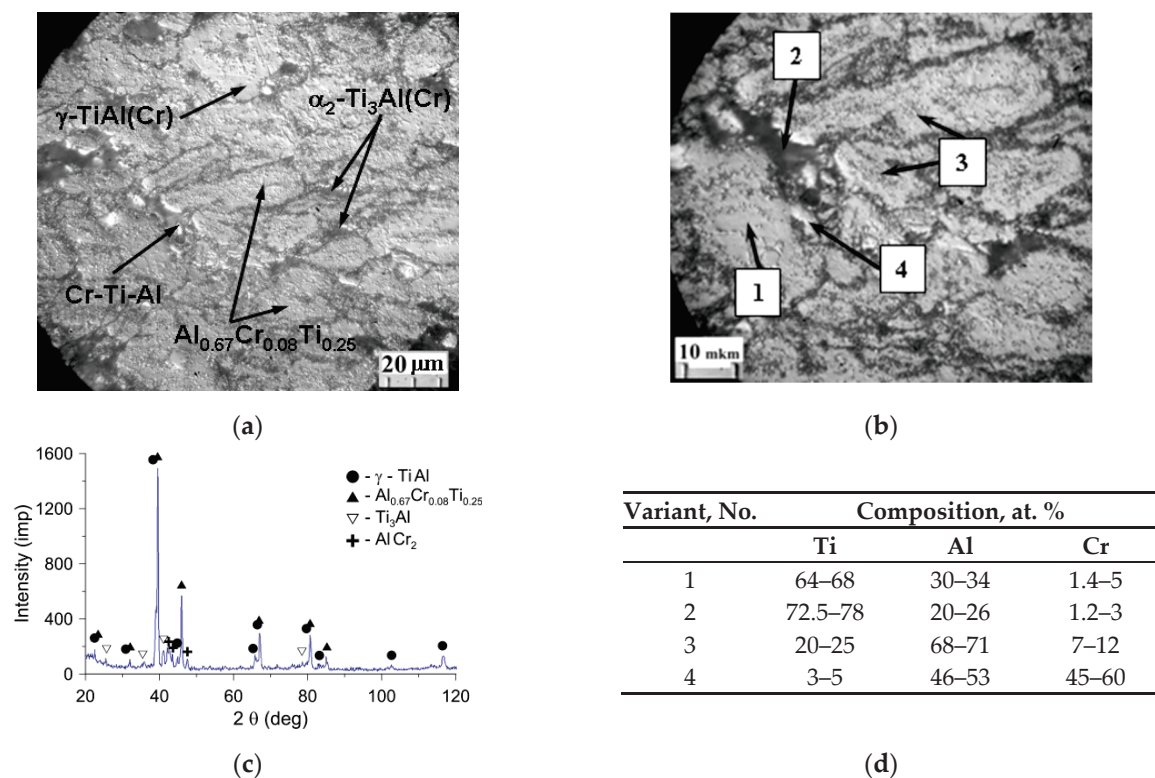 γ-TiAl(Cr)
α₂-Ti₃Al(Cr)
Cr-Ti-Al
Al₀.₆₇Cr₀.₀₈Ti₀.₂₅
20 μm
(a)
2
3
4
1
10 mkm
(b)
1600
1200
800
400
0
Intensity (imp)
20 40 60 80 100 120
2 θ (deg)
- γ - TiAl
- Al₀.₆₇Cr₀.₀₈Ti₀.₂₅
- Ti₃Al
- AlCr₂
(c)
Variant, No. Composition, at. %
Ti Al Cr
1 64–68 30–34 1.4–5
2 72.5–78 20–26 1.2–3
3 20–25 68–71 7–12
4 3–5 46–53 45–60
(d)